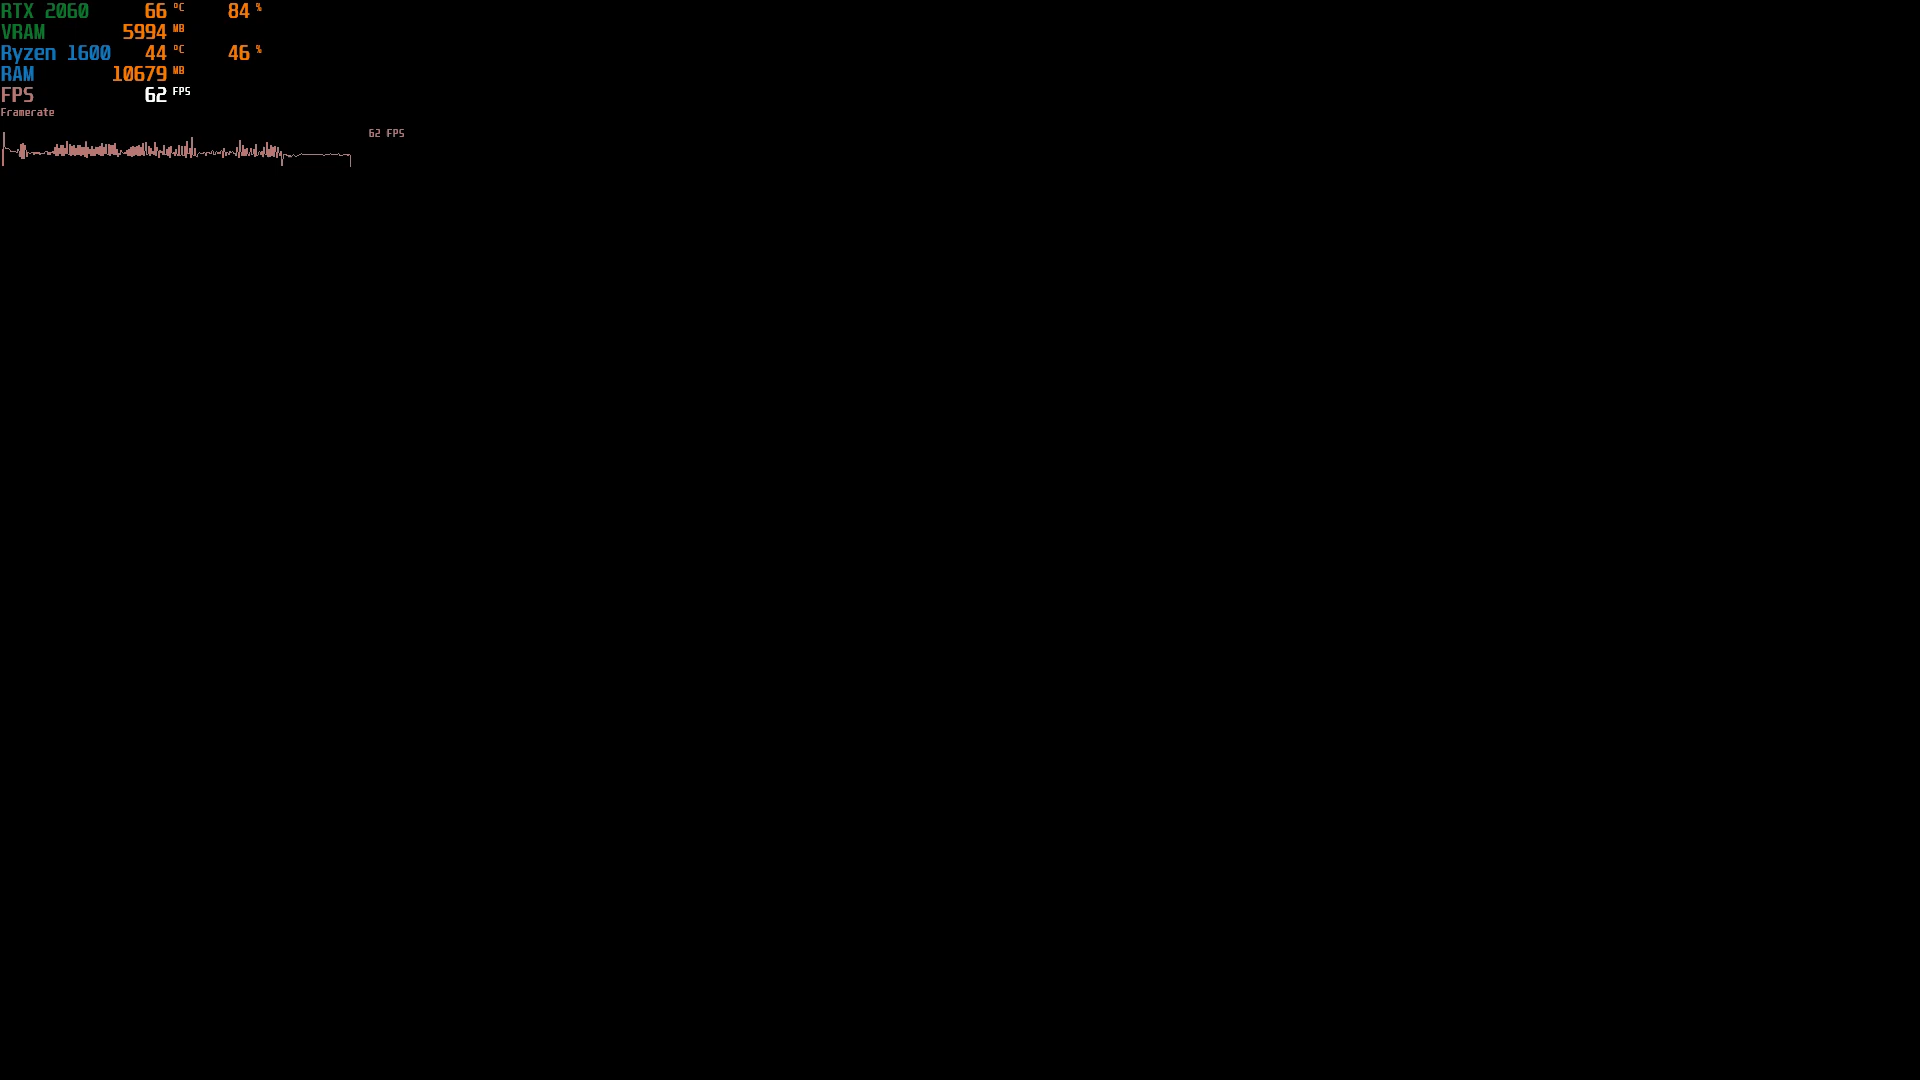 RTX 2060 66 °C 84 %
VRAM 5994 MB
Ryzen 1600 44 °C 46 %
RAM 10679 MB
FPS 62 FPS
Framerate
62 FPS